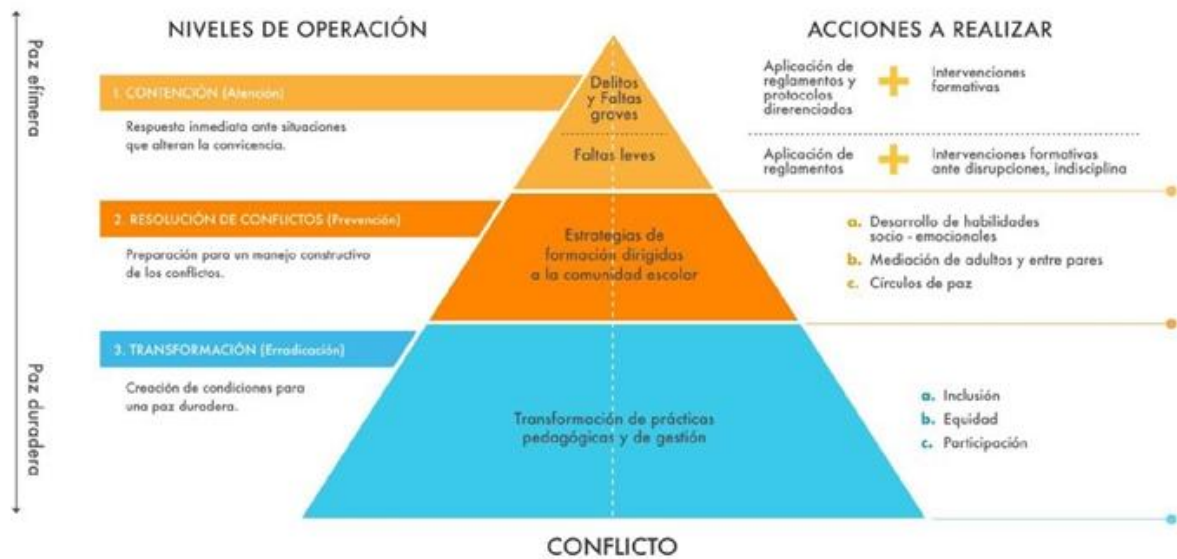 NIVELES DE OPERACIÓN
ACCIONES A REALIZAR
Paz efímera
Paz duradera
1. CONTENCIÓN (Atención)
Respuesta inmediata ante situaciones
que alteran la convicencia.
Delitos
y Faltas
graves
Faltas leves
Aplicación de
reglamentos y
protocolos
direrenciados
+
Intervenciones
formativas
Aplicación de
reglamentos
+
Intervenciones formativas
ante disrupciones, indisciplina
2. RESOLUCIÓN DE CONFLICTOS (Prevención)
Preparación para un manejo constructivo
de los conflictos.
Estrategias de
formación dirigidas
a la comunidad escolar
a. Desarrollo de habilidades
socio - emocionales
b. Mediación de adultos y entre pares
c. Círculos de paz
3. TRANSFORMACIÓN (Erradicación)
Creación de condiciones para
una paz duradera.
Transformación de prácticas
pedagógicas y de gestión
a. Inclusión
b. Equidad
c. Participación
CONFLICTO